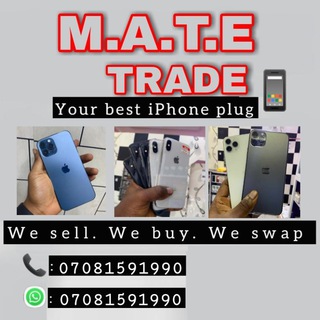 M.A.T.E
TRADE
Your best iPhone plug
We sell. We buy. We swap
: 07081591990
: 07081591990